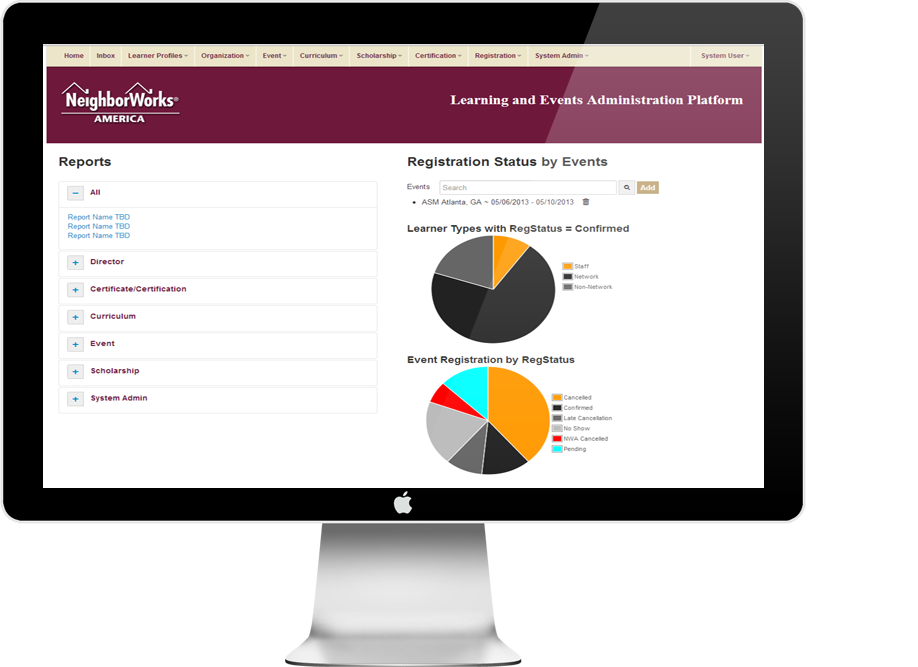 Home Inbox Learner Profiles Organization Event Curriculum Scholarship Certification Registration System Admin System User
NeighborWorks®
AMERICA
Learning and Events Administration Platform
Reports
All
Report Name TBD
Report Name TBD
Report Name TBD
Director
Certificate/Certification
Curriculum
Event
Scholarship
System Admin
Registration Status by Events
Events Search Add
• ASM Atlanta, GA ~ 05/06/2013 - 05/10/2013
Learner Types with RegStatus = Confirmed
Staff
Network
Non-Network
Event Registration by RegStatus
Cancelled
Confirmed
Late Cancellation
No Show
NWA Cancelled
Pending